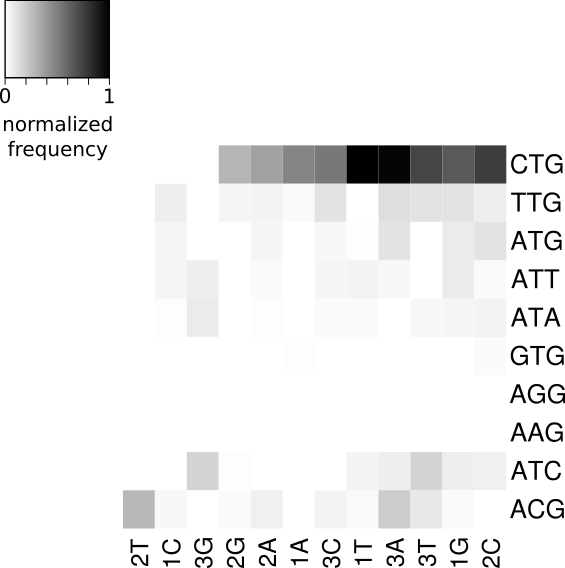 0 1
normalized
frequency
CTG
TTG
ATG
ATT
ATA
GTG
AGG
AAG
ATC
ACG
2T 1C 3G 2G 2A 1A 3C 1T 3A 3T 1G 2C